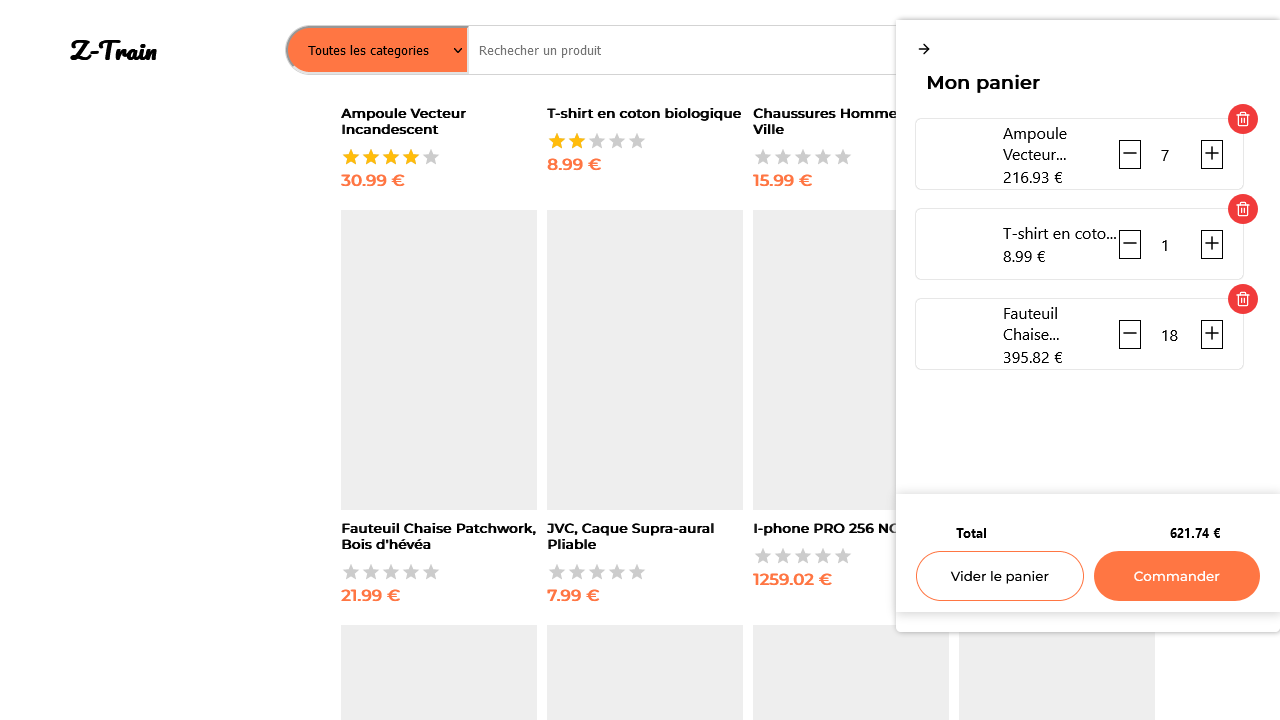 Z-Train
Toutes les categories
Rechecher un produit
Ampoule Vecteur
Incandescent
30.99 €
T-shirt en coton biologique
8.99 €
Chaussures Homme
Ville
15.99 €
Fauteuil Chaise Patchwork,
Bois d'hévéa
21.99 €
JVC, Caque Supra-aural
Pliable
7.99 €
I-phone PRO 256
1259.02 €
Mon panier
Ampoule
Vecteur...
216.93 €
7
T-shirt en coto...
8.99 €
1
Fauteuil
Chaise...
395.82 €
18
Total
621.74 €
Vider le panier
Commander